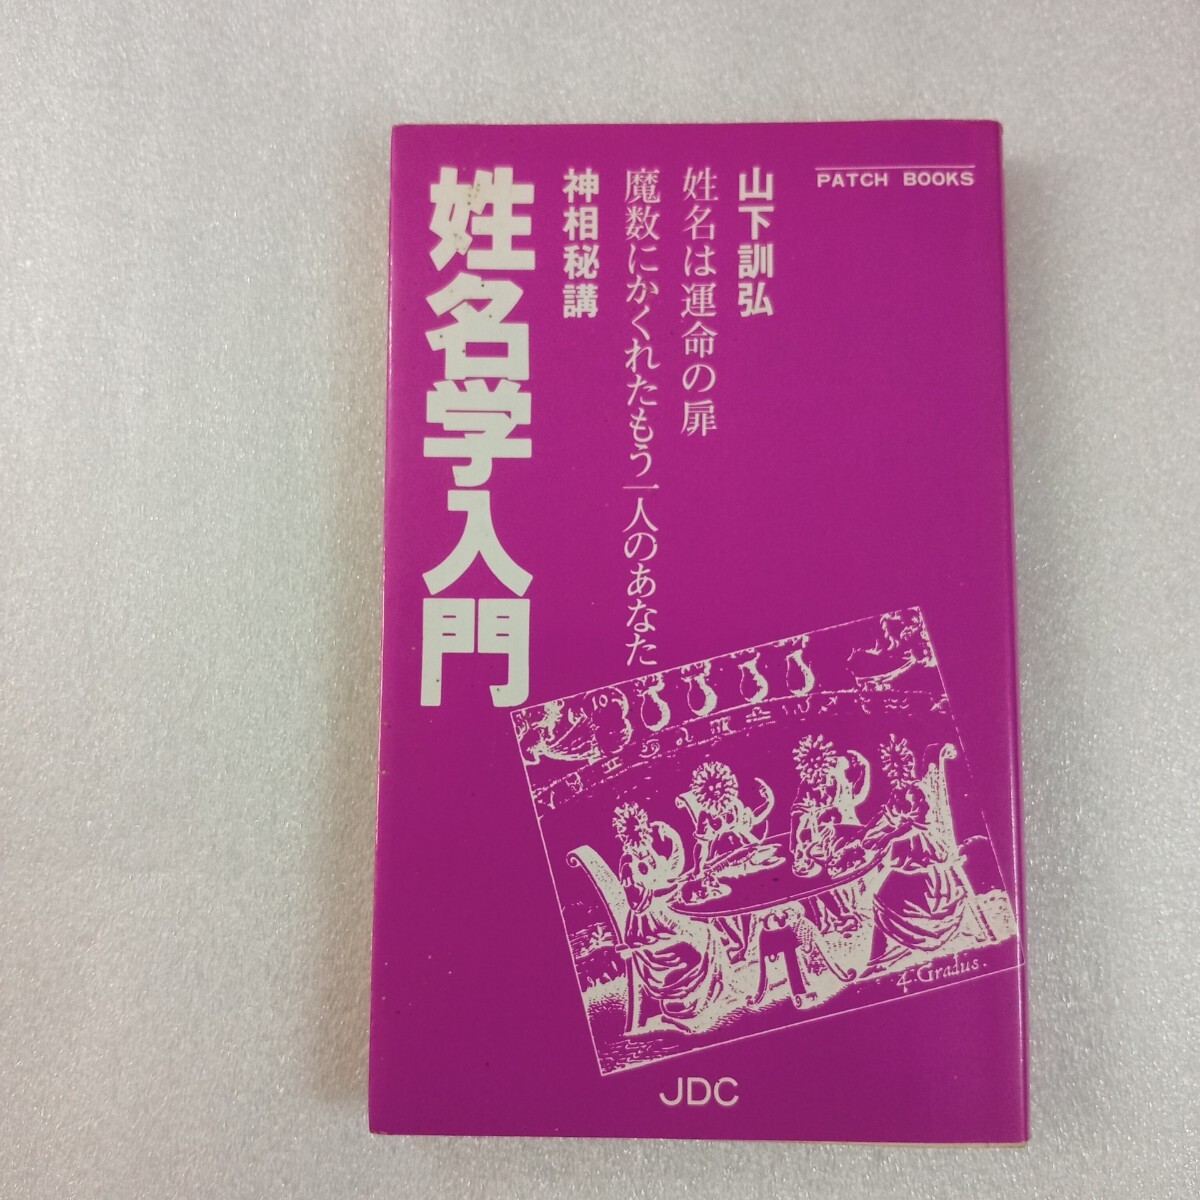 PATCH BOOKS
山下訓弘
姓名は運命の扉
魔数にかくれたもう一人のあなた
神相秘講
姓名学入門
10
4. Gradus.
JDC